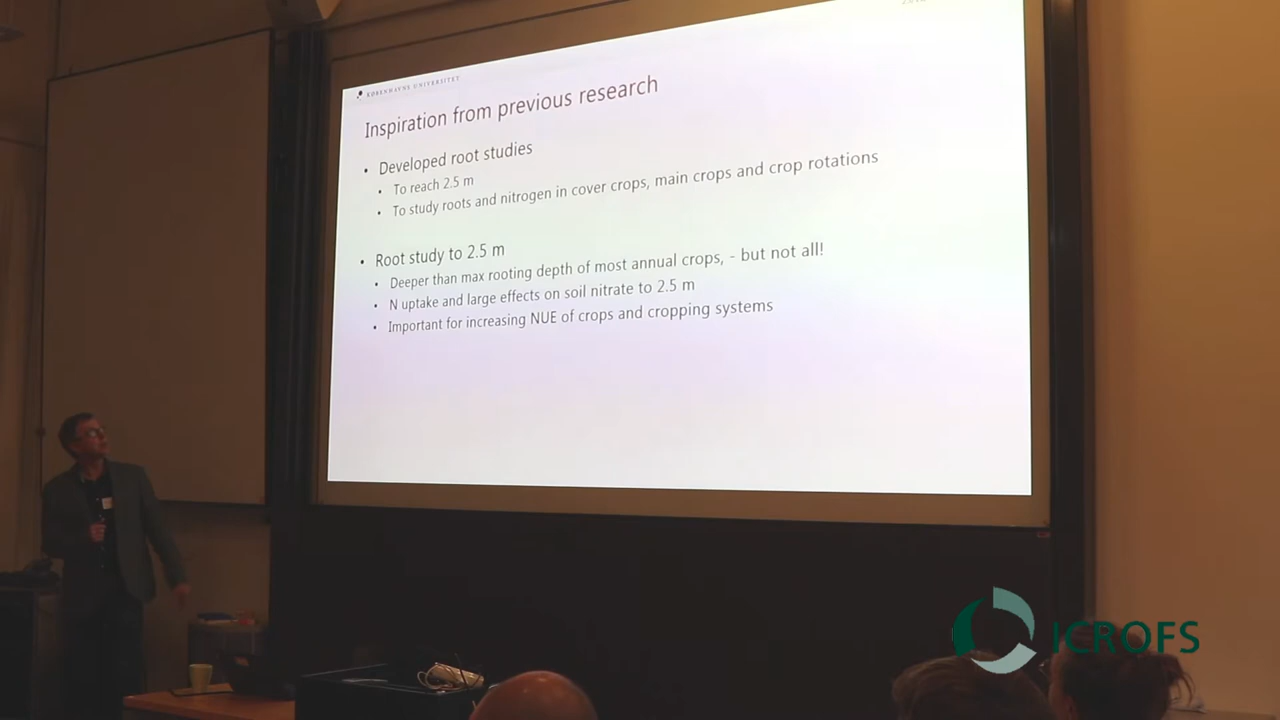 KØBENHAVNS UNIVERSITET
Inspiration from previous research
• Developed root studies
• To reach 2.5 m
• To study roots and nitrogen in cover crops, main crops and crop rotations
• Root study to 2.5 m
• Deeper than max rooting depth of most annual crops, - but not all!
• N uptake and large effects on soil nitrate to 2.5 m
• Important for increasing NUE of crops and cropping systems
ICROFS